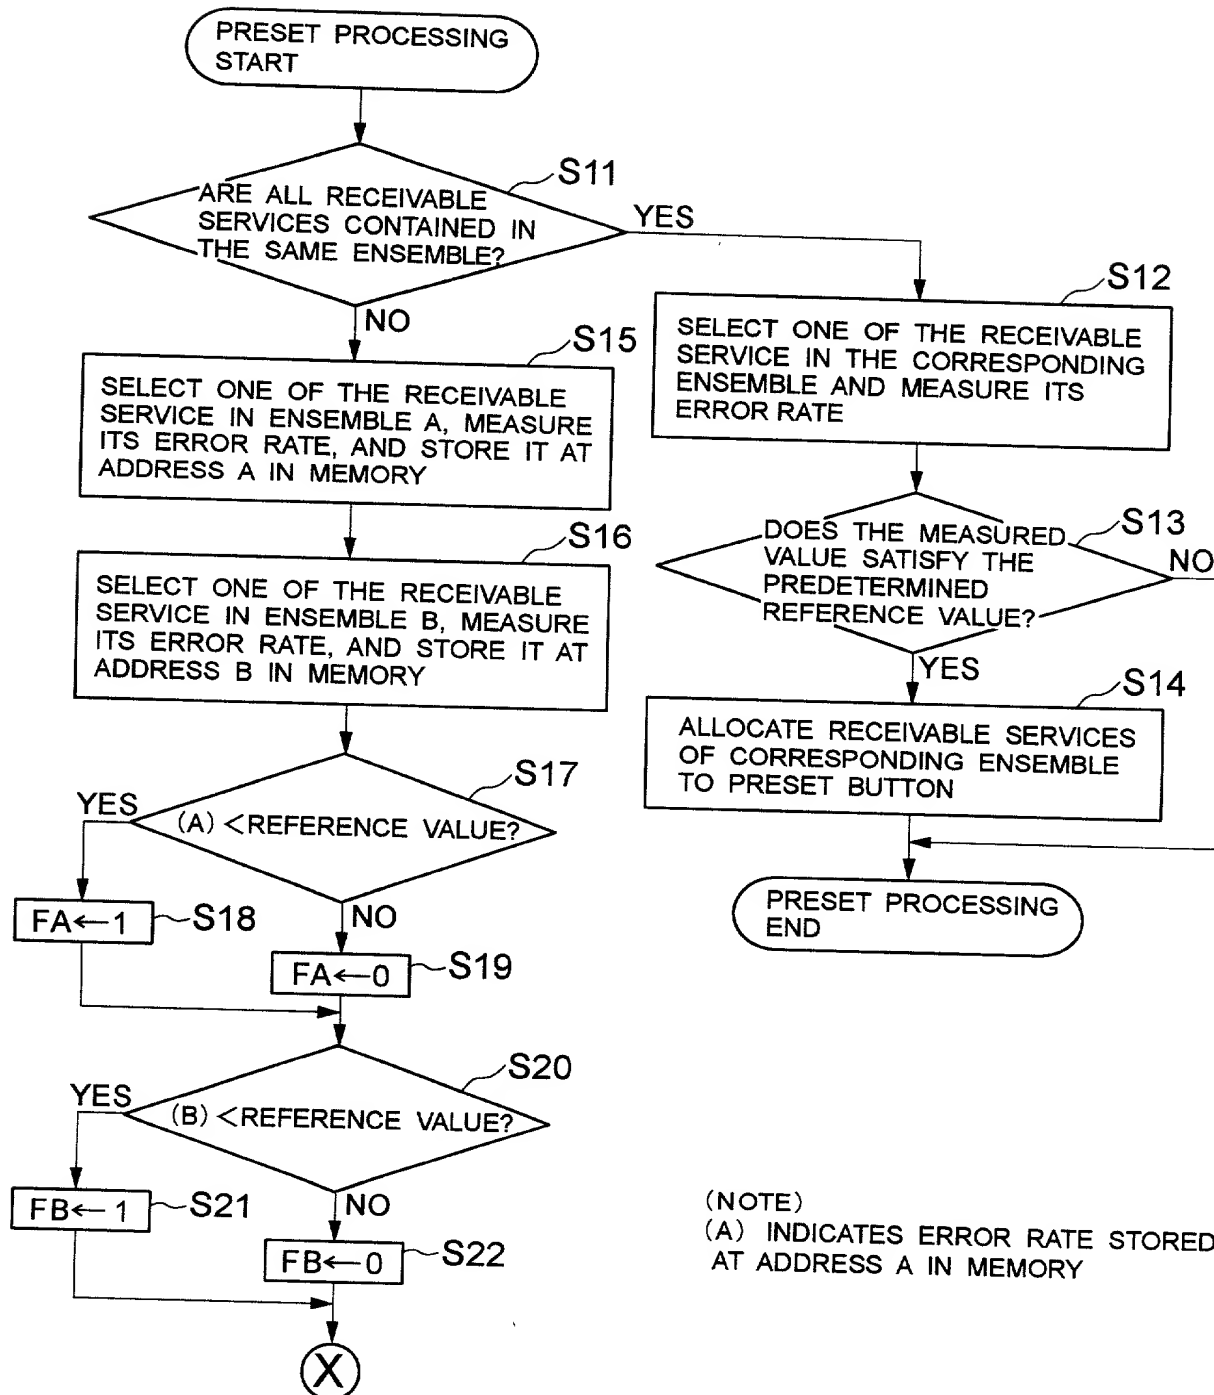 PRESET PROCESSING
START
S11
ARE ALL RECEIVABLE
SERVICES CONTAINED IN
THE SAME ENSEMBLE?
YES
NO
S12
SELECT ONE OF THE RECEIVABLE
SERVICE IN THE CORRESPONDING
ENSEMBLE AND MEASURE ITS
ERROR RATE
S15
SELECT ONE OF THE RECEIVABLE
SERVICE IN ENSEMBLE A, MEASURE
ITS ERROR RATE, AND STORE IT AT
ADDRESS A IN MEMORY
S13
DOES THE MEASURED
VALUE SATISFY THE
PREDETERMINED
REFERENCE VALUE?
NO
YES
S16
SELECT ONE OF THE RECEIVABLE
SERVICE IN ENSEMBLE B, MEASURE
ITS ERROR RATE, AND STORE IT AT
ADDRESS B IN MEMORY
S14
ALLOCATE RECEIVABLE SERVICES
OF CORRESPONDING ENSEMBLE
TO PRESET BUTTON
S17
YES
(A) <REFERENCE VALUE?
NO
PRESET PROCESSING
END
FA←1
S18
FA←0
S19
S20
YES
(B) <REFERENCE VALUE?
NO
FB←1
S21
FB←0
S22
X
(NOTE)
(A) INDICATES ERROR RATE STORED
AT ADDRESS A IN MEMORY